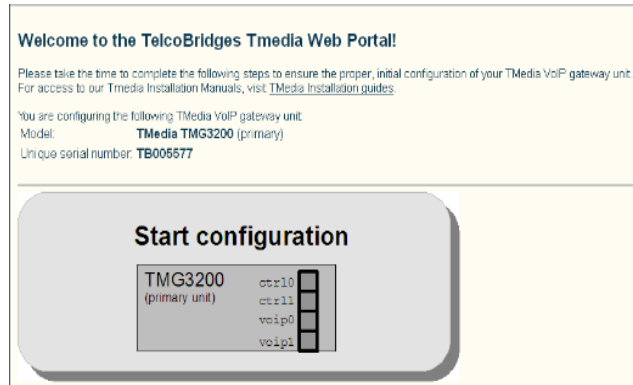 Welcome to the TelcoBridges Tmedia Web Portal!
Please take the time to complete the following steps to ensure the proper, initial configuration of your TMedia VoIP gateway unit.
For access to our Tmedia Installation Manuals, visit TMedia Installation guides.
You are configuring the following TMedia VoIP gateway unit:
Model: TMedia TMG3200 (primary)
Unique serial number: TB005577
Start configuration
TMG3200
(primary unit)
ctrl0
ctrl1
voip0
voip1